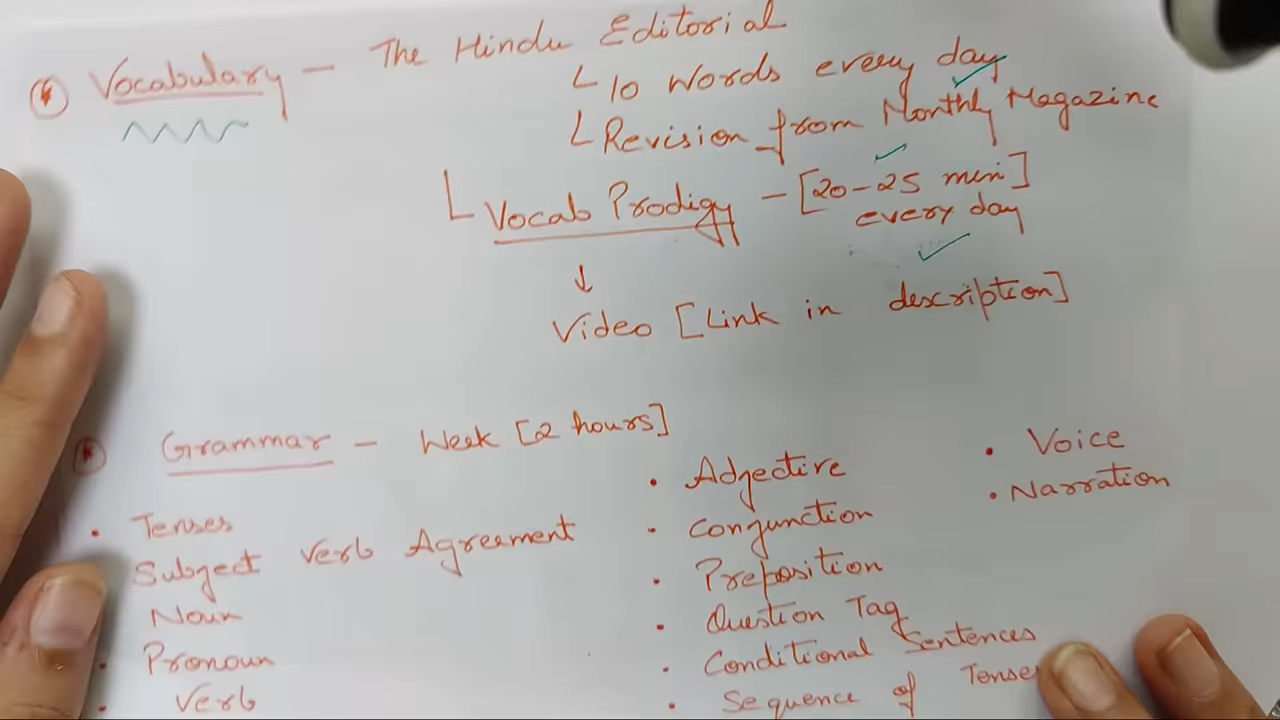 Vocabulary - The Hindu Editorial
└ 10 Words every day
└ Revision from Monthly Magazine
└ Vocab Prodigy - [20-25 min]
every day
↓
Video [Link in description]
Grammar - Week [2 hours]
• Tenses
Subject Verb Agreement
Noun
• Pronoun
• Verb
• Adjective
• Conjunction
• Preposition
• Question Tag
• Conditional Sentences
• Sequence of Tenses
• Voice
• Narration